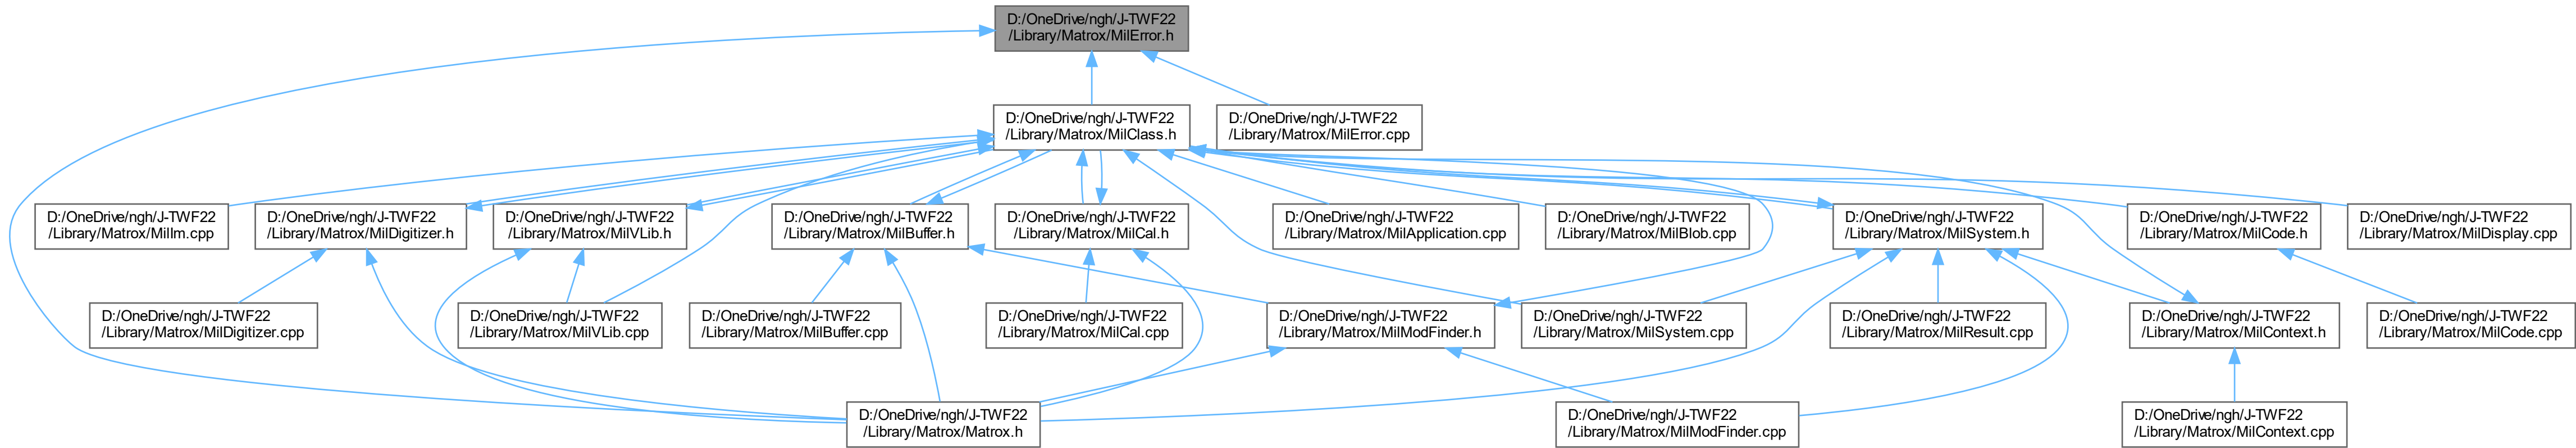 D:/OneDrive/ngh/J-TWF22
/Library/Matrox/MilError.h
D:/OneDrive/ngh/J-TWF22
/Library/Matrox/MilClass.h
D:/OneDrive/ngh/J-TWF22
/Library/Matrox/MilError.cpp
D:/OneDrive/ngh/J-TWF22
/Library/Matrox/MilIm.cpp
D:/OneDrive/ngh/J-TWF22
/Library/Matrox/MilDigitizer.h
D:/OneDrive/ngh/J-TWF22
/Library/Matrox/MilVLib.h
D:/OneDrive/ngh/J-TWF22
/Library/Matrox/MilBuffer.h
D:/OneDrive/ngh/J-TWF22
/Library/Matrox/MilCal.h
D:/OneDrive/ngh/J-TWF22
/Library/Matrox/MilApplication.cpp
D:/OneDrive/ngh/J-TWF22
/Library/Matrox/MilBlob.cpp
D:/OneDrive/ngh/J-TWF22
/Library/Matrox/MilSystem.h
D:/OneDrive/ngh/J-TWF22
/Library/Matrox/MilCode.h
D:/OneDrive/ngh/J-TWF22
/Library/Matrox/MilDisplay.cpp
D:/OneDrive/ngh/J-TWF22
/Library/Matrox/MilDigitizer.cpp
D:/OneDrive/ngh/J-TWF22
/Library/Matrox/MilVLib.cpp
D:/OneDrive/ngh/J-TWF22
/Library/Matrox/MilBuffer.cpp
D:/OneDrive/ngh/J-TWF22
/Library/Matrox/MilCal.cpp
D:/OneDrive/ngh/J-TWF22
/Library/Matrox/MilModFinder.h
D:/OneDrive/ngh/J-TWF22
/Library/Matrox/MilSystem.cpp
D:/OneDrive/ngh/J-TWF22
/Library/Matrox/MilResult.cpp
D:/OneDrive/ngh/J-TWF22
/Library/Matrox/MilContext.h
D:/OneDrive/ngh/J-TWF22
/Library/Matrox/MilCode.cpp
D:/OneDrive/ngh/J-TWF22
/Library/Matrox/Matrox.h
D:/OneDrive/ngh/J-TWF22
/Library/Matrox/MilModFinder.cpp
D:/OneDrive/ngh/J-TWF22
/Library/Matrox/MilContext.cpp